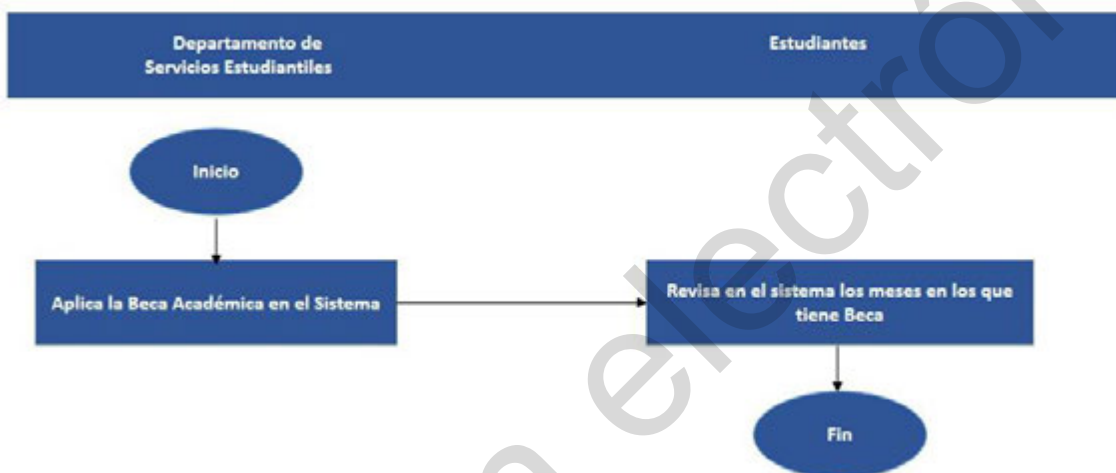 Departamento de
Servicios Estudiantiles
Estudiantes
Inicio
Aplica la Beca Académica en el Sistema
Revisa en el sistema los meses en los que
tiene Beca
Fin